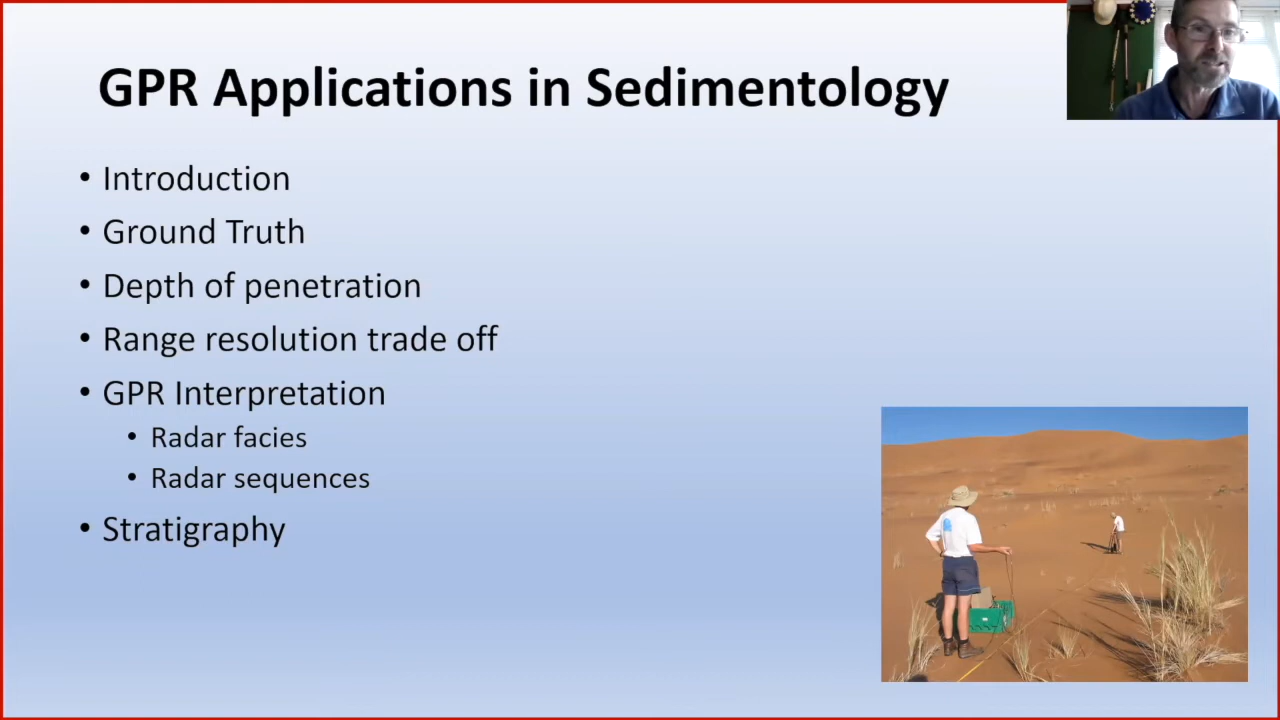 GPR Applications in Sedimentology
• Introduction
• Ground Truth
• Depth of penetration
• Range resolution trade off
• GPR Interpretation
• Radar facies
• Radar sequences
• Stratigraphy